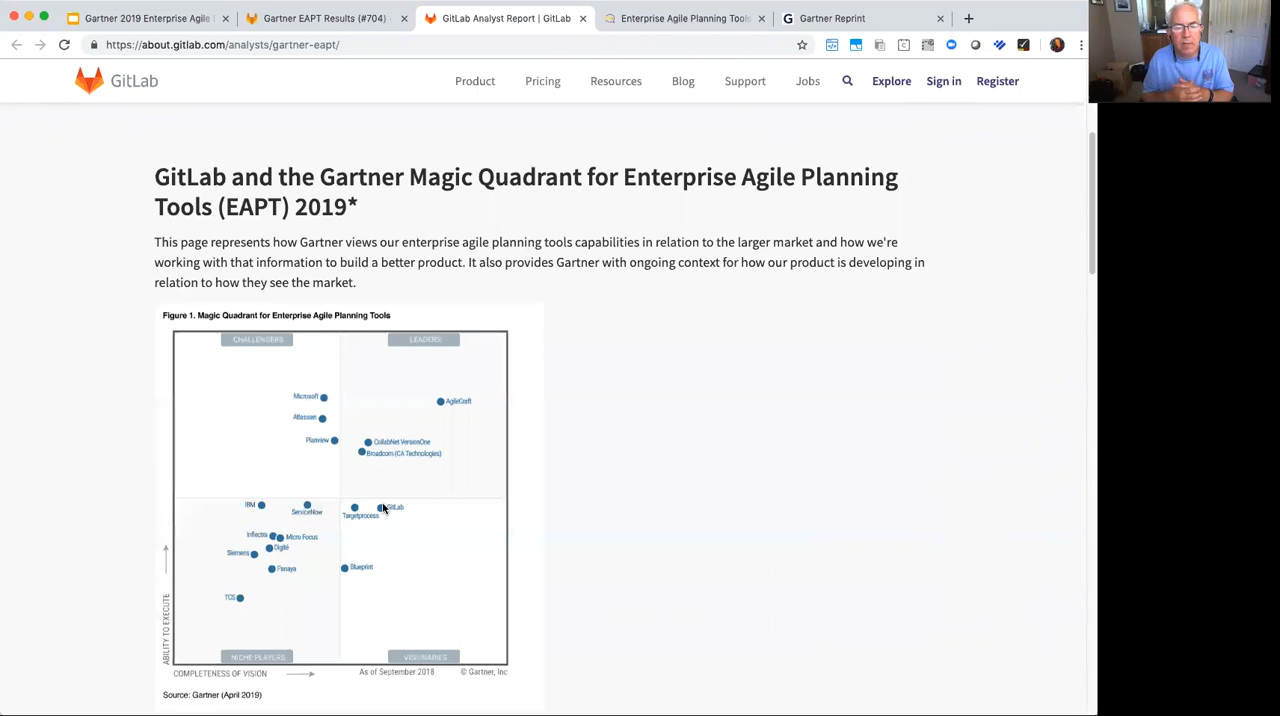 Gartner 2019 Enterprise Agile
Gartner EAPT Results (#704)
GitLab Analyst Report | GitLab
Enterprise Agile Planning Tools
Gartner Reprint
https://about.gitlab.com/analysts/gartner-eapt/
GitLab
Product
Pricing
Resources
Blog
Support
Jobs
Explore
Sign in
Register
GitLab and the Gartner Magic Quadrant for Enterprise Agile Planning
Tools (EAPT) 2019*
This page represents how Gartner views our enterprise agile planning tools capabilities in relation to the larger market and how we're
working with that information to build a better product. It also provides Gartner with ongoing context for how our product is developing in
relation to how they see the market.
Figure 1. Magic Quadrant for Enterprise Agile Planning Tools
CHALLENGERS
LEADERS
Microsoft
AgileCraft
Atlassian
Planview
CollabNet VersionOne
Broadcom (CA Technologies)
IBM
ServiceNow
Targetprocess
GitLab
Inflectra
Micro Focus
Digité
Siemens
Panaya
Blueprint
TCS
ABILITY TO EXECUTE
NICHE PLAYERS
VISIONARIES
COMPLETENESS OF VISION
As of September 2018
© Gartner, Inc
Source: Gartner (April 2019)